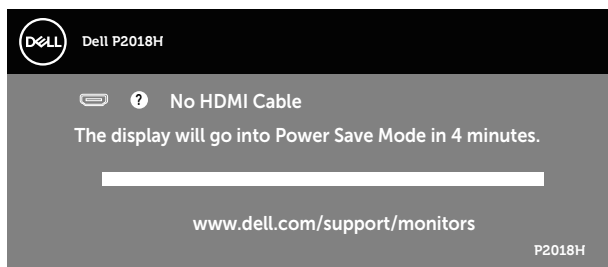 DELL
Dell P2018H
? No HDMI Cable
The display will go into Power Save Mode in 4 minutes.
www.dell.com/support/monitors
P2018H